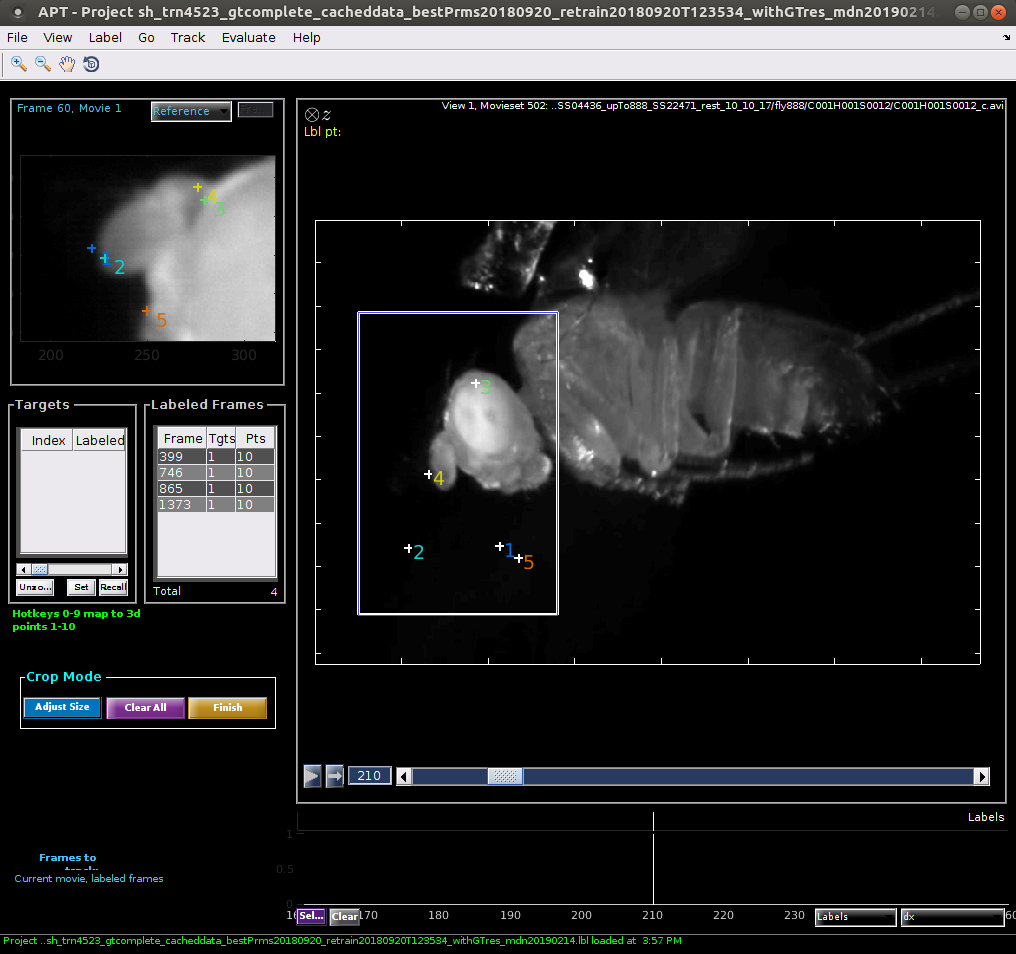 APT - Project sh_trn4523_gtcomplete_cacheddata_bestPrms20180920_retrain20180920T123534_withGTres_mdn20190214
File View Label Go Track Evaluate Help
Frame 60, Movie 1
Reference
4
3
2
5
200 250 300
View 1, Movieset 502: ..SS04436_upTo888_SS22471_rest_10_10_17/fly888/C001H001S0012/C001H001S0012_c.avi
z
Lbl pt:
3
4
2
1
5
Targets
Index Labeled
Unzo... Set Recall
Labeled Frames
Frame Tgts Pts
399 1 10
746 1 10
865 1 10
1373 1 10
Total 4
Hotkeys 0-9 map to 3d
points 1-10
Crop Mode
Adjust Size Clear All Finish
210
Labels
1
0.5
0
Frames to
Current movie, labeled frames
Sel... Clear 170 180 190 200 210 220 230 Labels dx
Project ..sh_trn4523_gtcomplete_cacheddata_bestPrms20180920_retrain20180920T123534_withGTres_mdn20190214.lbl loaded at 3:57 PM